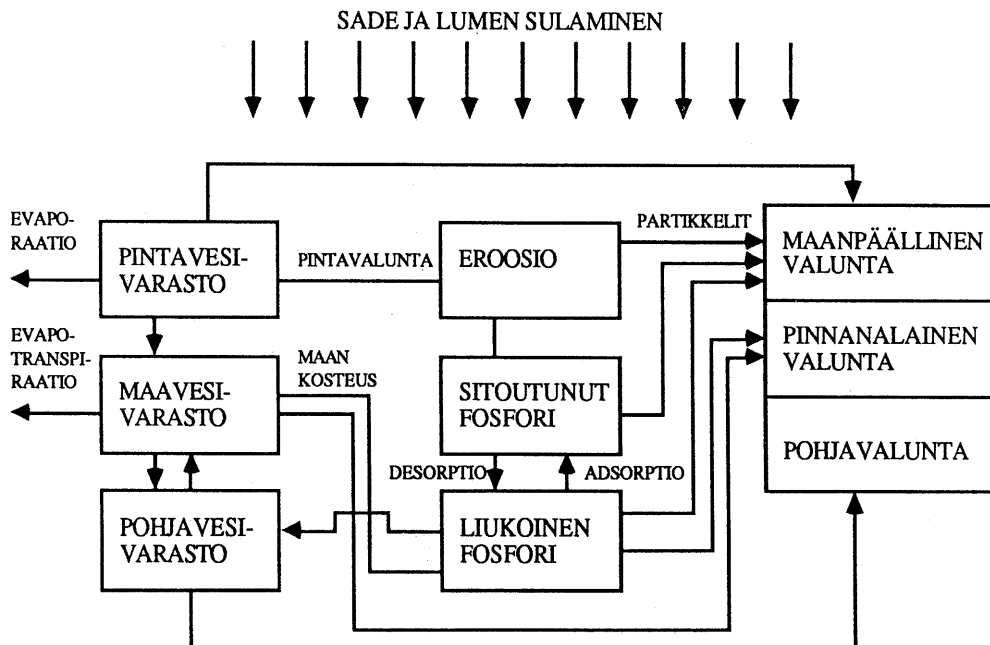 SADE JA LUMEN SULAMINEN
EVAPO-
RAATIO
PINTAVESI-
VARASTO
PINTAVALUNTA
EROOSIO
PARTIKKELIT
MAANPÄÄLLINEN
VALUNTA
EVAPO-
TRANSPI-
RAATIO
MAAVESI-
VARASTO
MAAN
KOSTEUS
SITOUTUNUT
FOSFORI
PINNANALAINEN
VALUNTA
POHJAVALUNTA
DESORPTIO
ADSORPTIO
POHJAVESI-
VARASTO
LIUKOINEN
FOSFORI